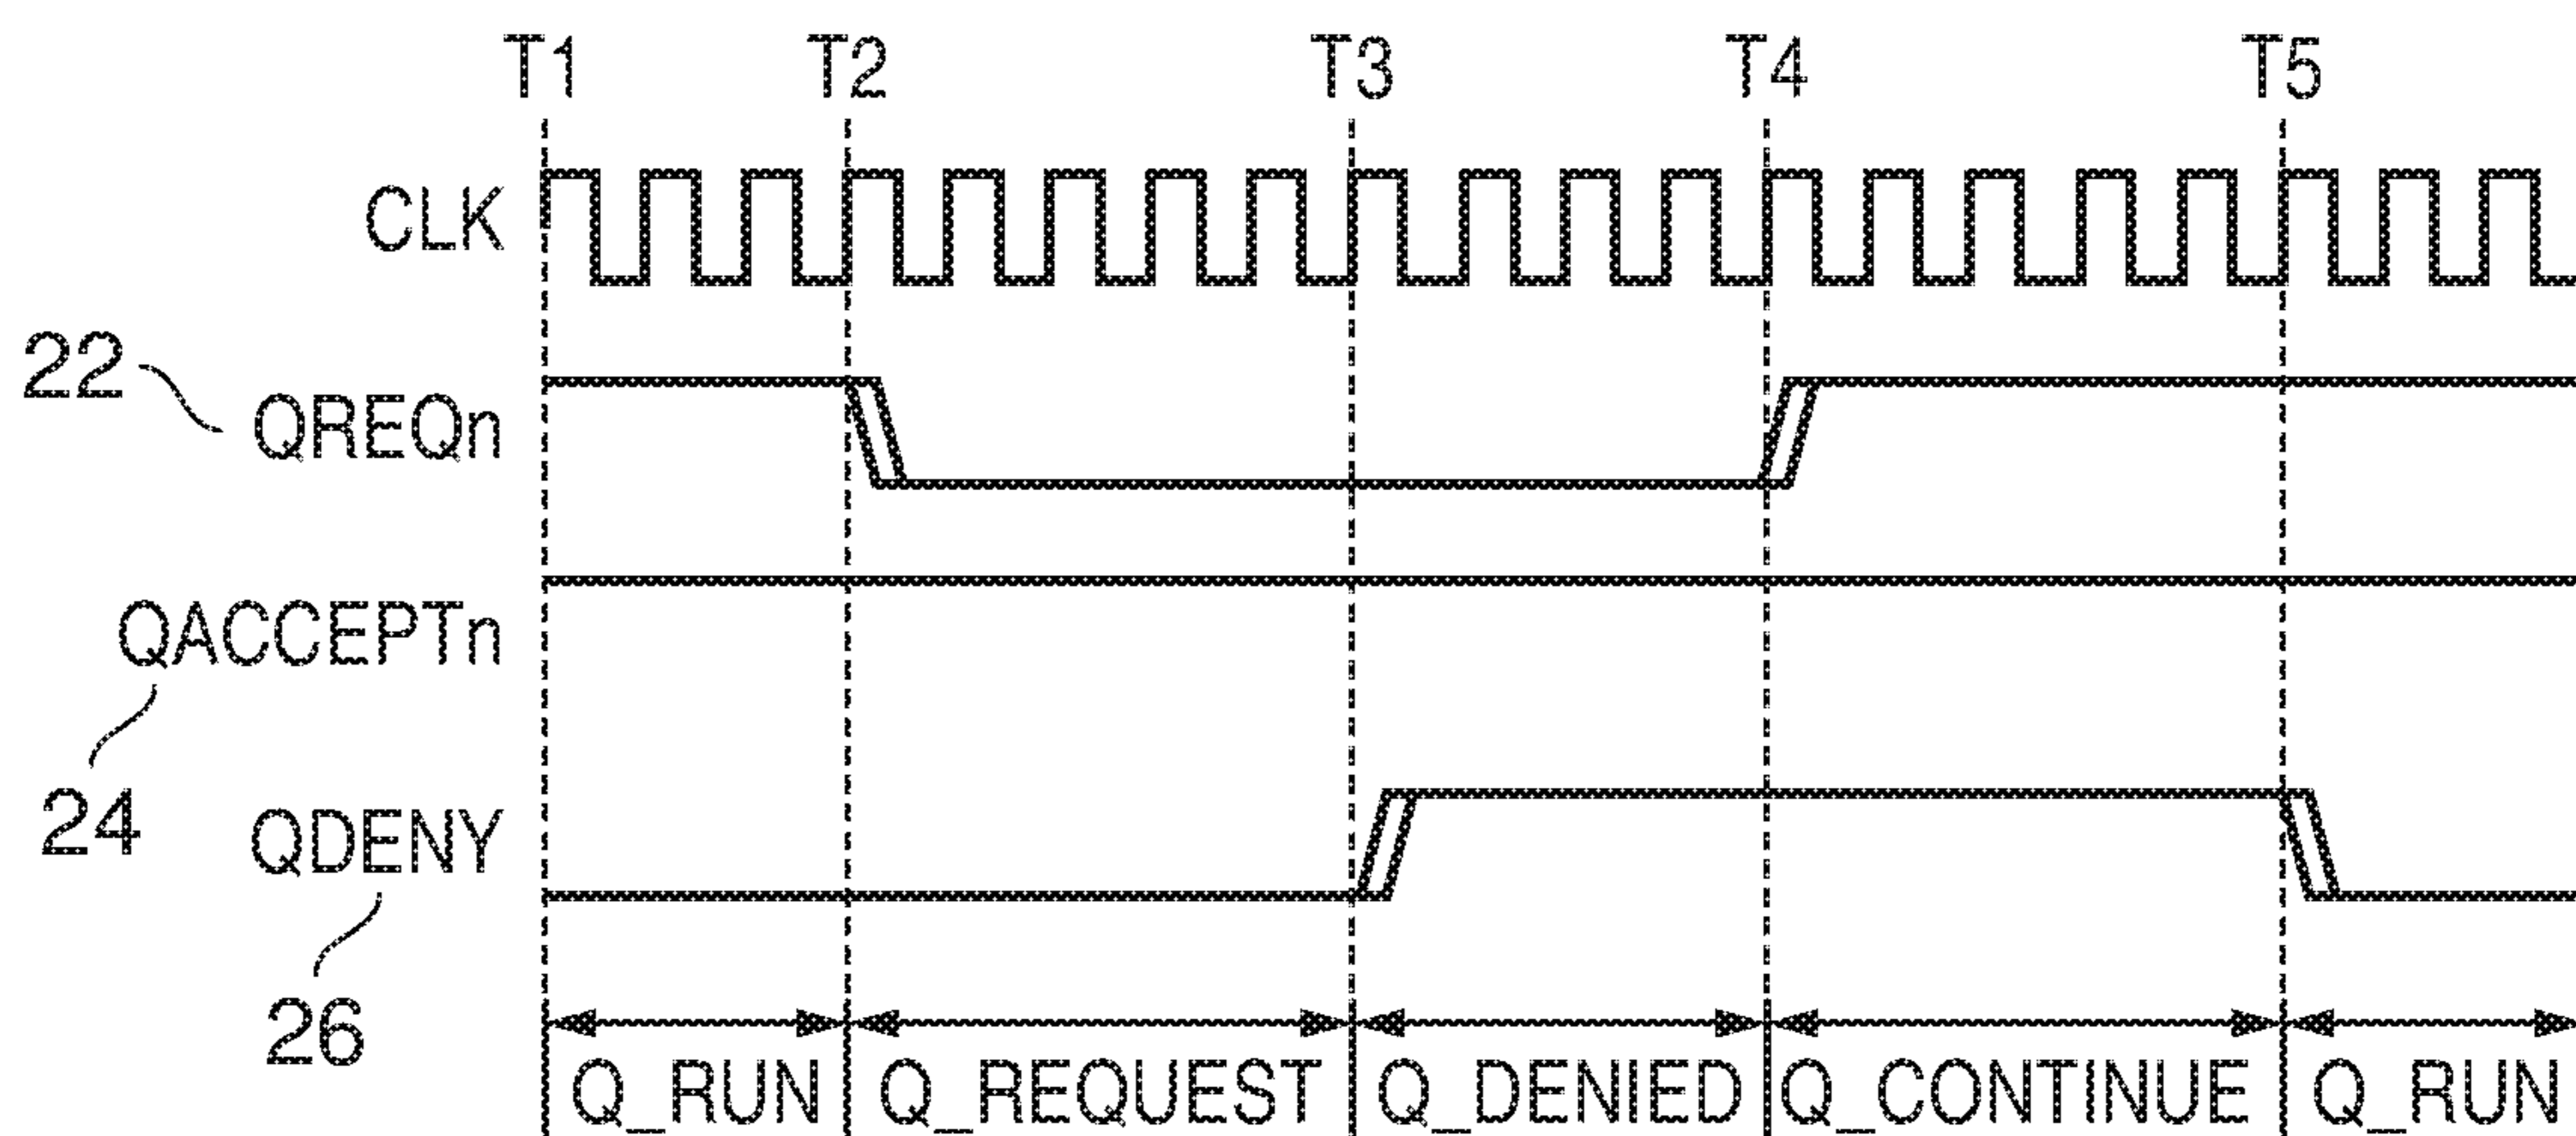 T1 T2 T3 T4 T5
CLK
22
QREQn
QACCEPTn
24
QDENY
26
Q_RUN Q_REQUEST Q_DENIED Q_CONTINUE Q_RUN